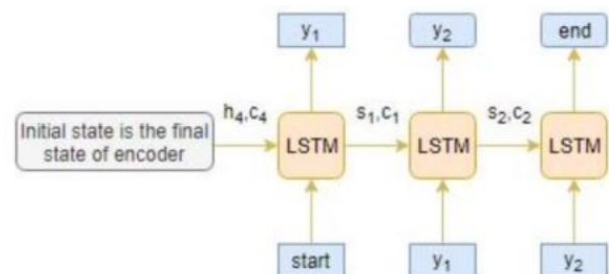 y₁ y₂ end
h₄,c₄ s₁,c₁ s₂,c₂
Initial state is the final
state of encoder
LSTM LSTM LSTM
start y₁ y₂